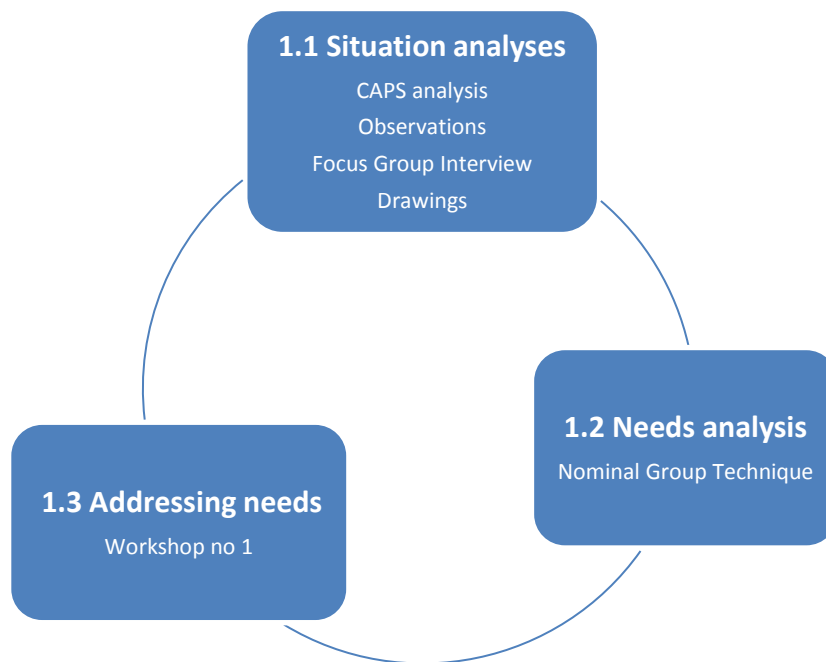 1.1 Situation analyses
CAPS analysis
Observations
Focus Group Interview
Drawings
1.2 Needs analysis
Nominal Group Technique
1.3 Addressing needs
Workshop no 1